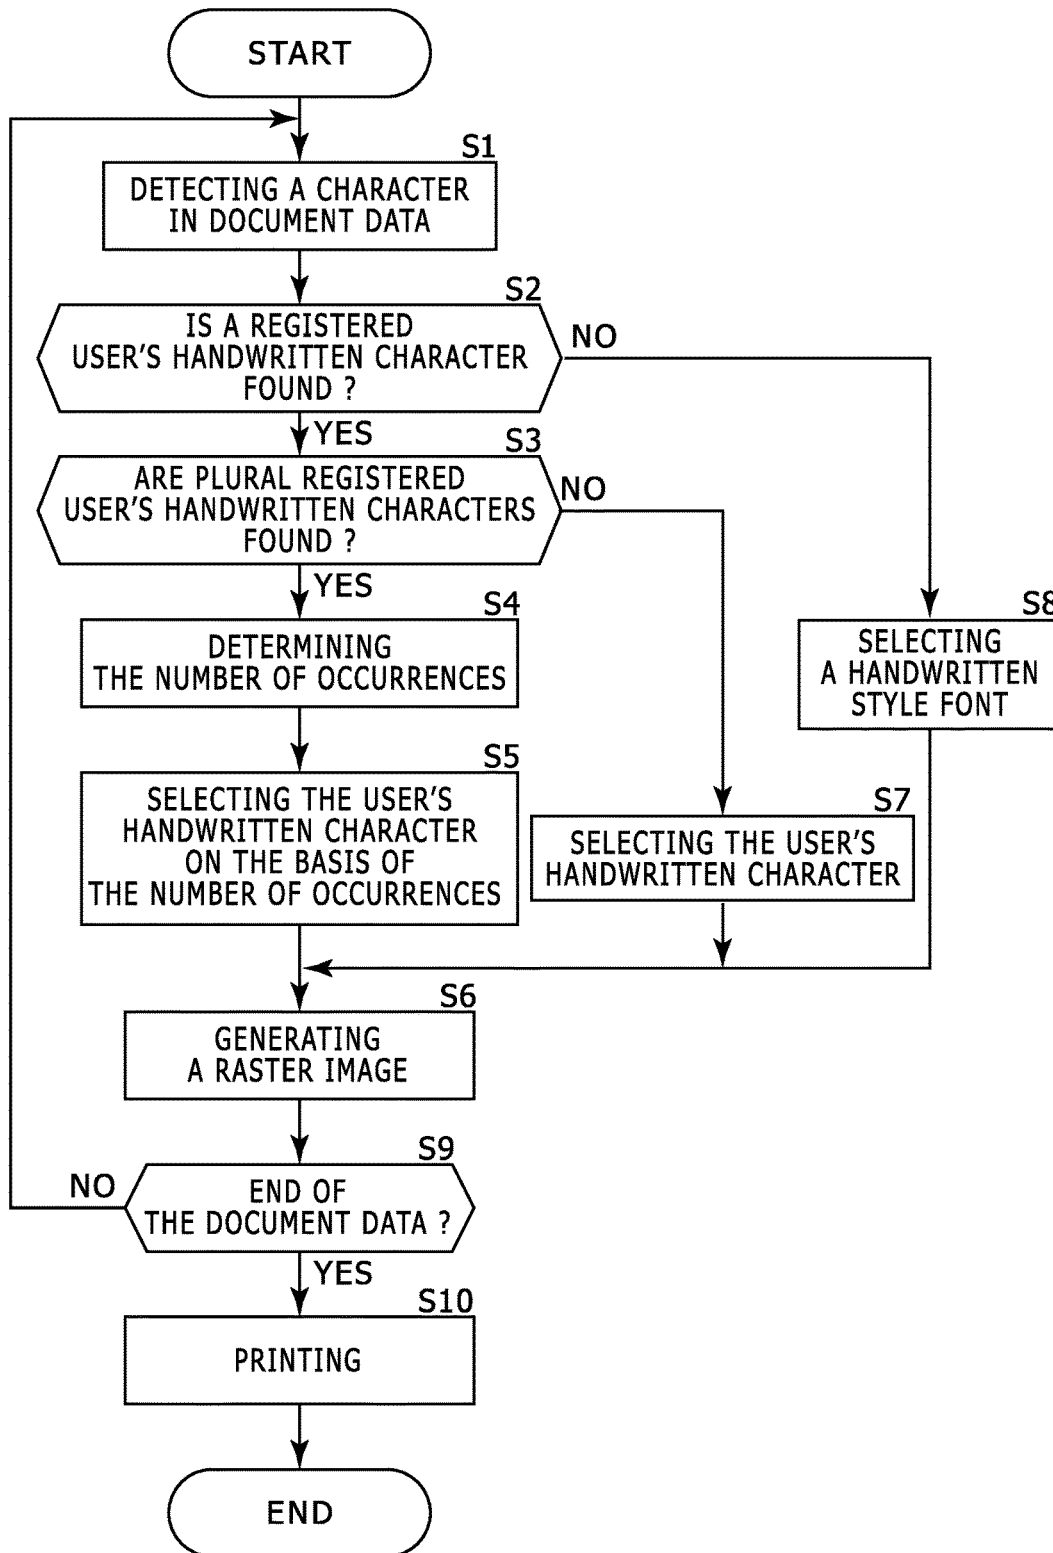 START
S1
DETECTING A CHARACTER
IN DOCUMENT DATA
S2
IS A REGISTERED
USER'S HANDWRITTEN CHARACTER
FOUND ?
NO
YES
S3
ARE PLURAL REGISTERED
USER'S HANDWRITTEN CHARACTERS
FOUND ?
NO
YES
S4
DETERMINING
THE NUMBER OF OCCURRENCES
S8
SELECTING
A HANDWRITTEN
STYLE FONT
S5
SELECTING THE USER'S
HANDWRITTEN CHARACTER
ON THE BASIS OF
THE NUMBER OF OCCURRENCES
S7
SELECTING THE USER'S
HANDWRITTEN CHARACTER
S6
GENERATING
A RASTER IMAGE
S9
NO
END OF
THE DOCUMENT DATA ?
YES
S10
PRINTING
END